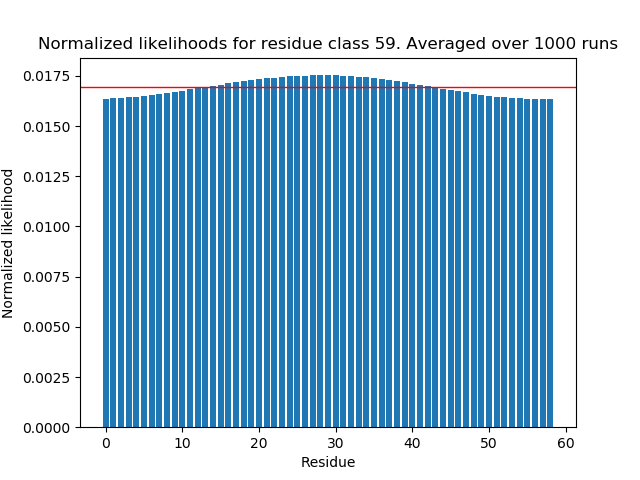 Normalized likelihoods for residue class 59. Averaged over 1000 runs
0.0175
0.0150
0.0125
0.0100
0.0075
0.0050
0.0025
0.0000
Normalized likelihood
0 10 20 30 40 50 60
Residue